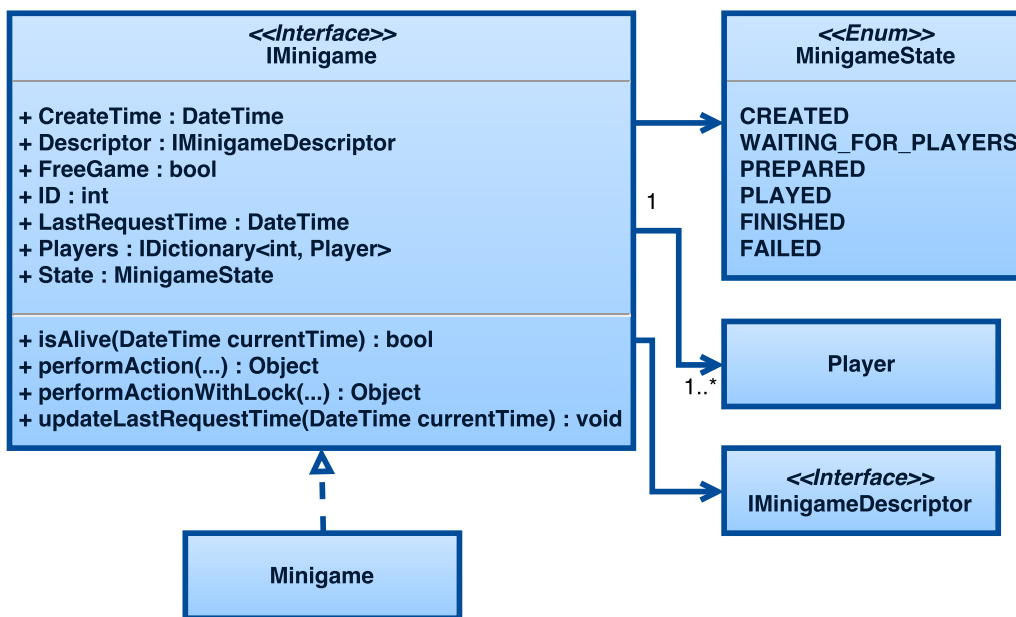 <<Interface>>
IMinigame
+ CreateTime : DateTime
+ Descriptor : IMinigameDescriptor
+ FreeGame : bool
+ ID : int
+ LastRequestTime : DateTime
+ Players : IDictionary<int, Player>
+ State : MinigameState
+ isAlive(DateTime currentTime) : bool
+ performAction(...) : Object
+ performActionWithLock(...) : Object
+ updateLastRequestTime(DateTime currentTime) : void
<<Enum>>
MinigameState
CREATED
WAITING_FOR_PLAYERS
PREPARED
PLAYED
FINISHED
FAILED
1
1..*
Player
<<Interface>>
IMinigameDescriptor
Minigame